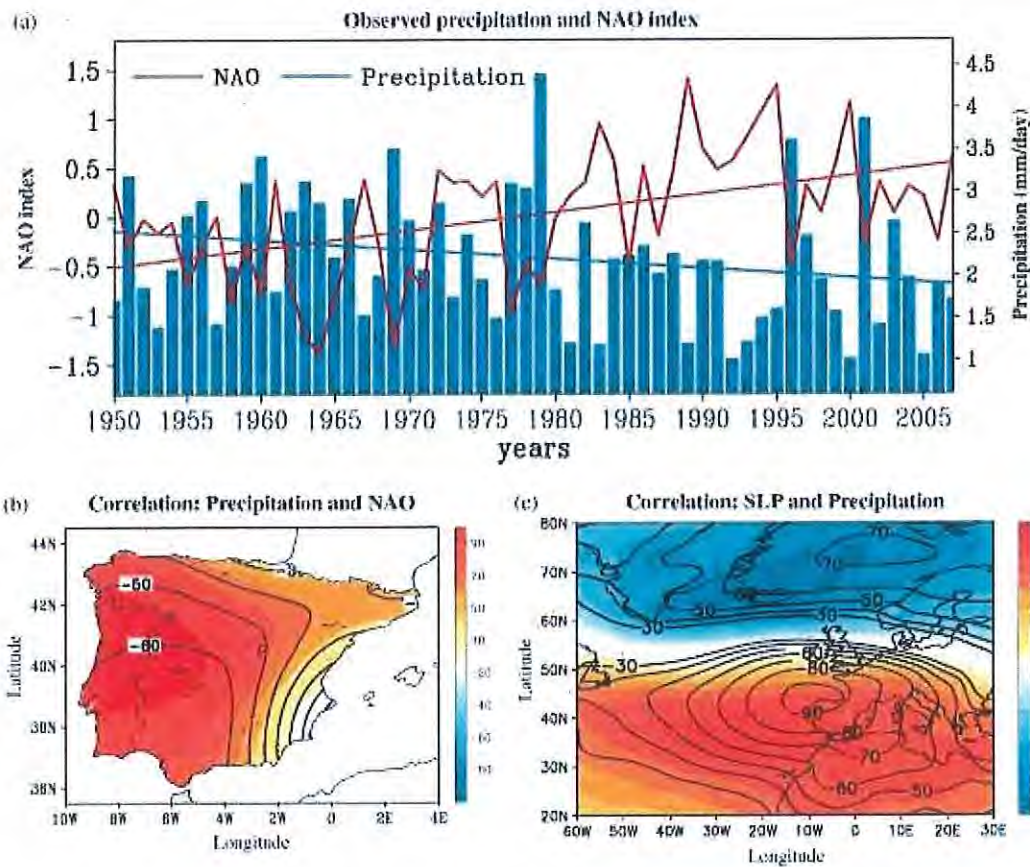 (a) Observed precipitation and NAO index
NAO Precipitation
NAO index
1.5
1
0.5
0
-0.5
-1
-1.5
Precipitation (mm/day)
4.5
4
3.5
3
2.5
2
1.5
1
1950 1955 1960 1965 1970 1975 1980 1985 1990 1995 2000 2005
years
(b) Correlation: Precipitation and NAO
Latitude
44N
42N
40N
38N
36N
-60
-80
10W 8W 6W 4W 2W 0 2E 4E
Longitude
(c) Correlation: SLP and Precipitation
Latitude
80N
70N
60N
50N
40N
30N
20N
70
70
50
50
30
30
-30
-60
-80
-90
-80
70
-60
50
60W 50W 40W 30W 20W 10W 0 10E 20E 30E
Longitude